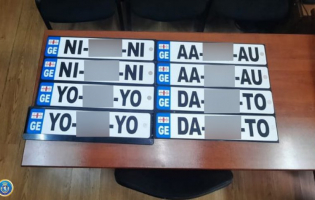 GE NI- -NI
GE NI- -NI
GE YO- -YO
GE YO- -YO
GE AA- -AU
GE AA- -AU
GE DA- -TO
GE DA- -TO